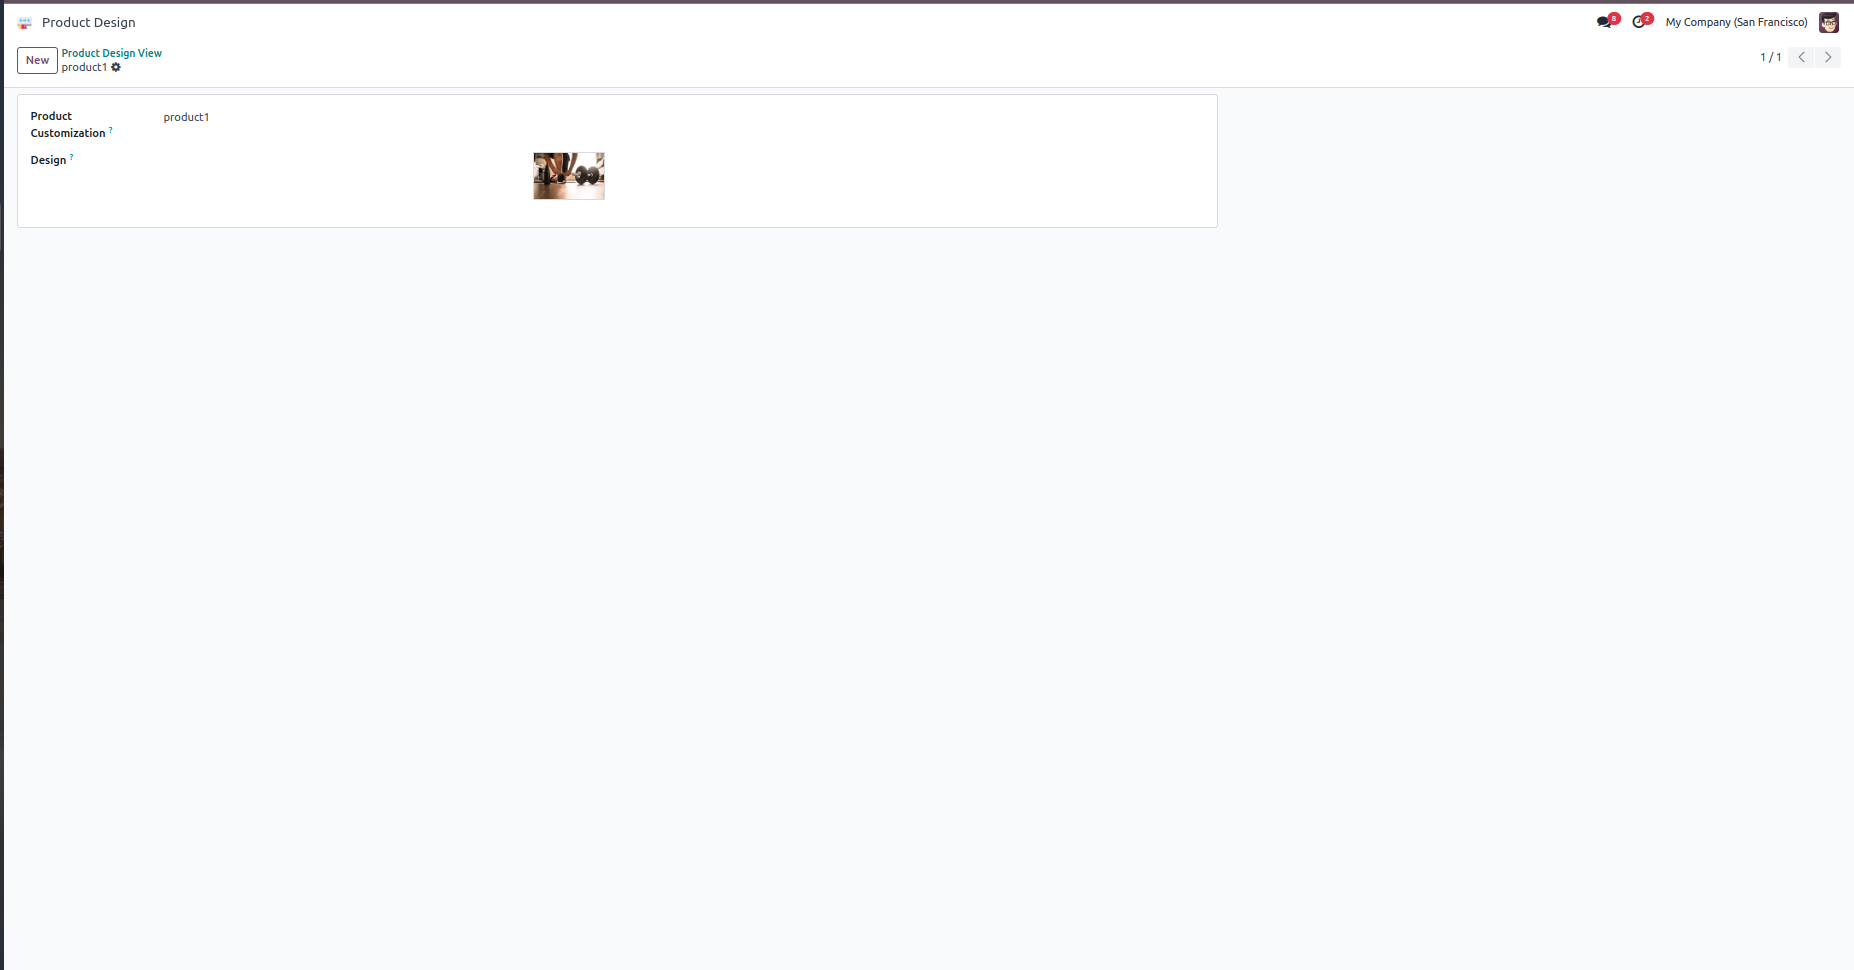 Product Design
8
2
My Company (San Francisco)
New
Product Design View
product1
1 / 1
Product
Customization ?
product1
Design ?